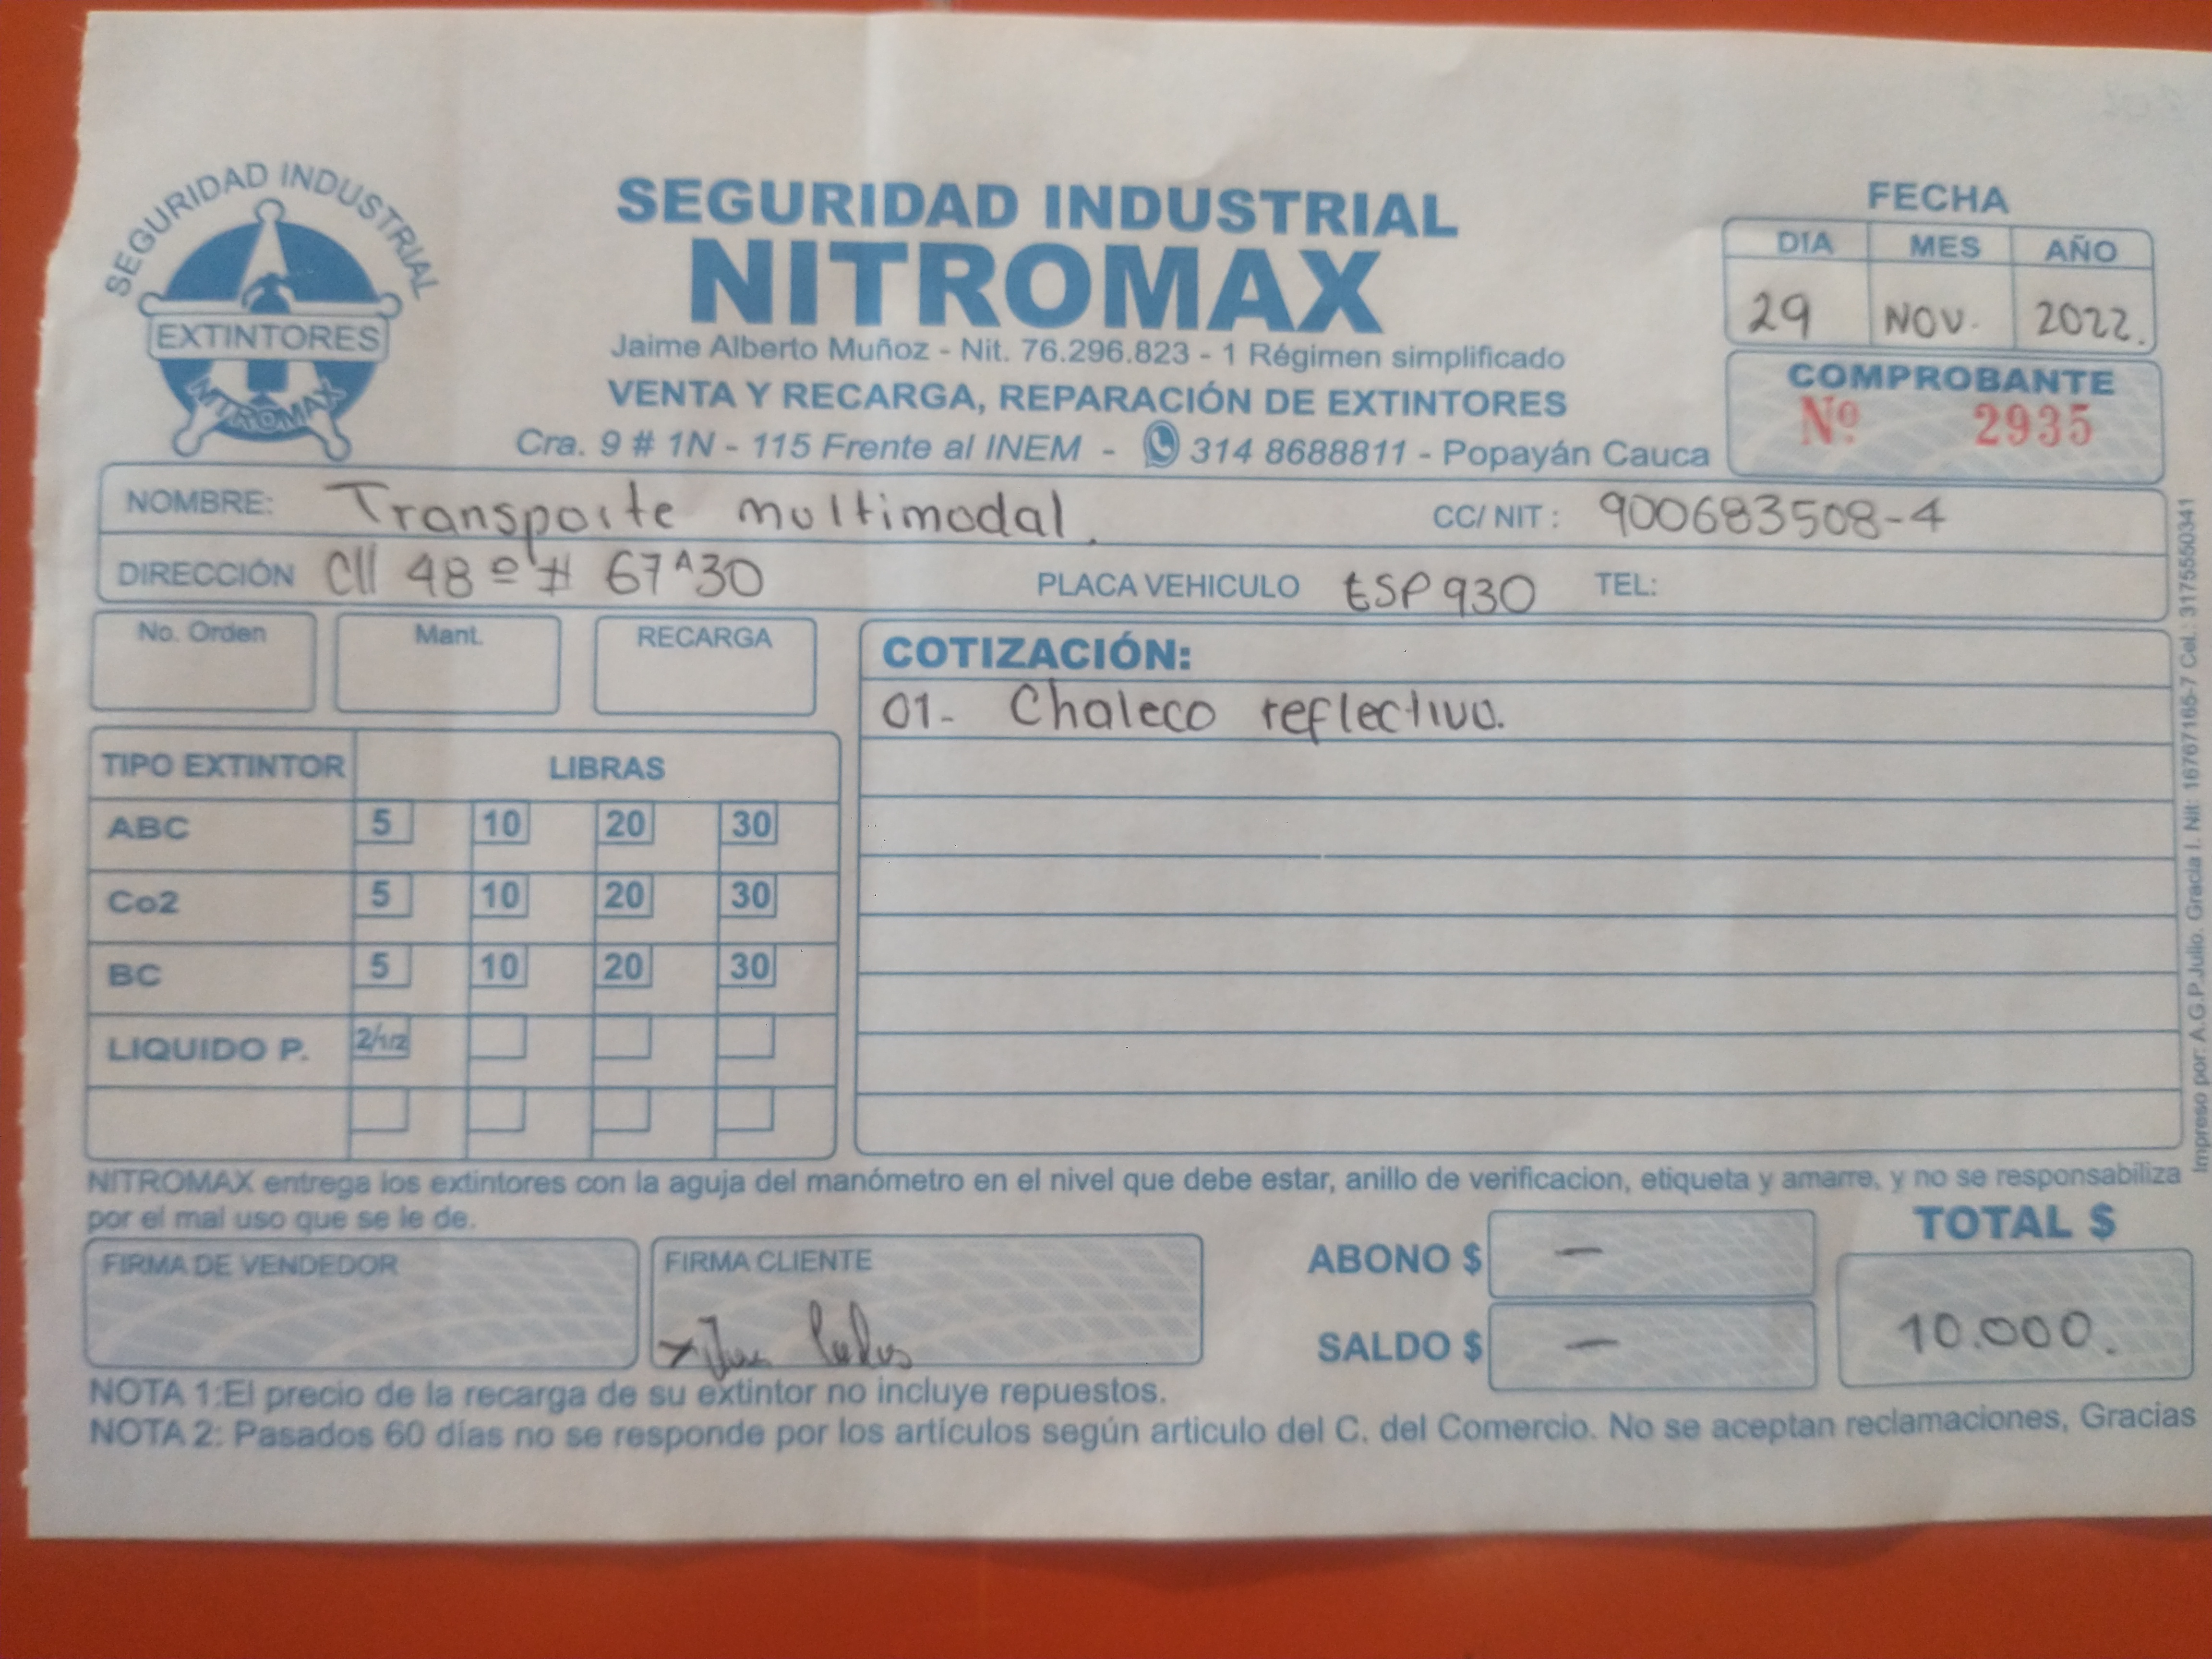 SEGURIDAD INDUSTRIAL
EXTINTORES
NITROMAX
SEGURIDAD INDUSTRIAL
NITROMAX
Jaime Alberto Muñoz - Nit. 76.296.823 - 1 Régimen simplificado
VENTA Y RECARGA, REPARACIÓN DE EXTINTORES
Cra. 9 # 1N - 115 Frente al INEM - 314 8688811 - Popayán Cauca
FECHA
DIA MES AÑO
29 NOV. 2022.
COMPROBANTE
Nº 2935
NOMBRE: Transporte multimodal. CC/ NIT : 900683508-4
DIRECCIÓN Cll 48 º # 67 A 30 PLACA VEHICULO ESP 930 TEL:
No. Orden Mant. RECARGA
TIPO EXTINTOR LIBRAS
ABC 5 10 20 30
Co2 5 10 20 30
BC 5 10 20 30
LIQUIDO P. 2/1/2
COTIZACIÓN:
01- Chaleco reflectivo.
NITROMAX entrega los extintores con la aguja del manómetro en el nivel que debe estar, anillo de verificacion, etiqueta y amarre, y no se responsabiliza
por el mal uso que se le de.
FIRMA DE VENDEDOR FIRMA CLIENTE
ABONO $ —
SALDO $ —
TOTAL $
10.000.
NOTA 1:El precio de la recarga de su extintor no incluye repuestos.
NOTA 2: Pasados 60 días no se responde por los artículos según articulo del C. del Comercio. No se aceptan reclamaciones, Gracias
Impreso por: A.G.P. Julio. Gracia I. Nit: 16767165-7 Cel.: 3175550341